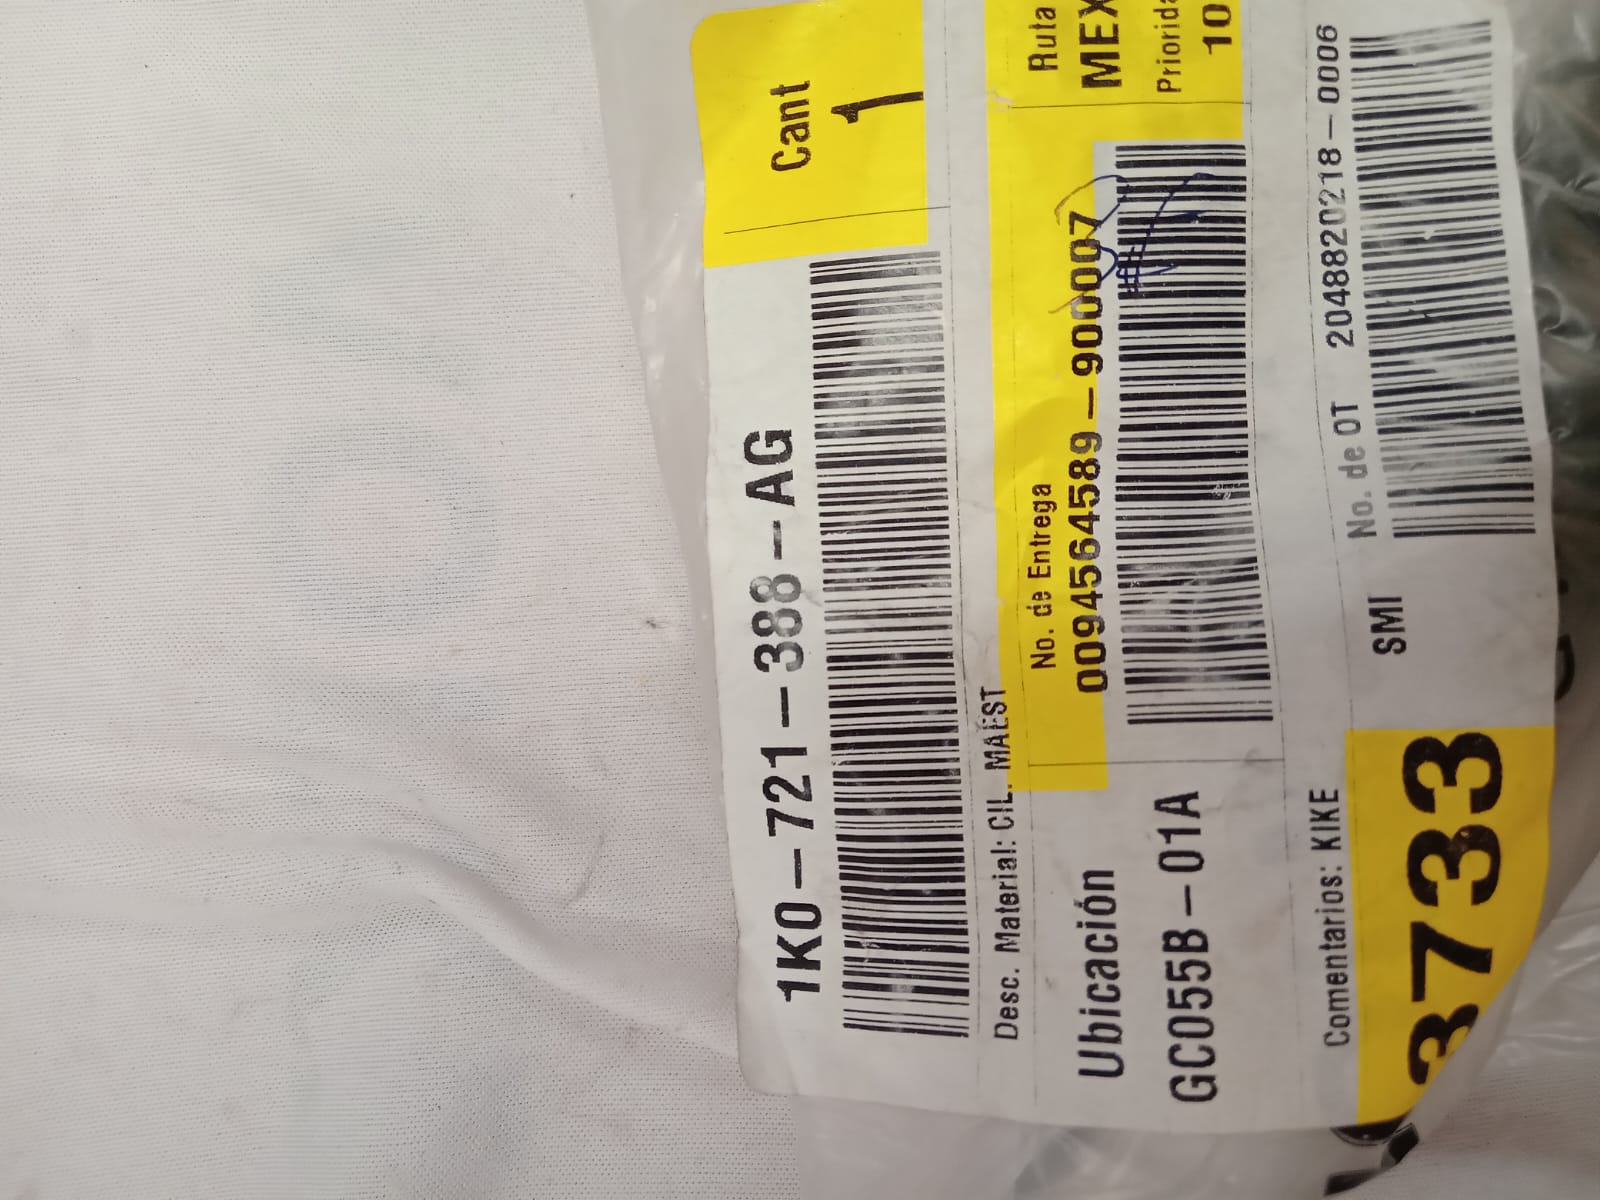 1K0-721-388-AG
Cant
1
Desc. Material: CIL. MAEST
No. de Entrega
0094564589-900007
Ruta
MEX
Ubicación
GC055B-01A
10
Comentarios: KIKE
SMI
No. de OT 2048820218-0006
3733